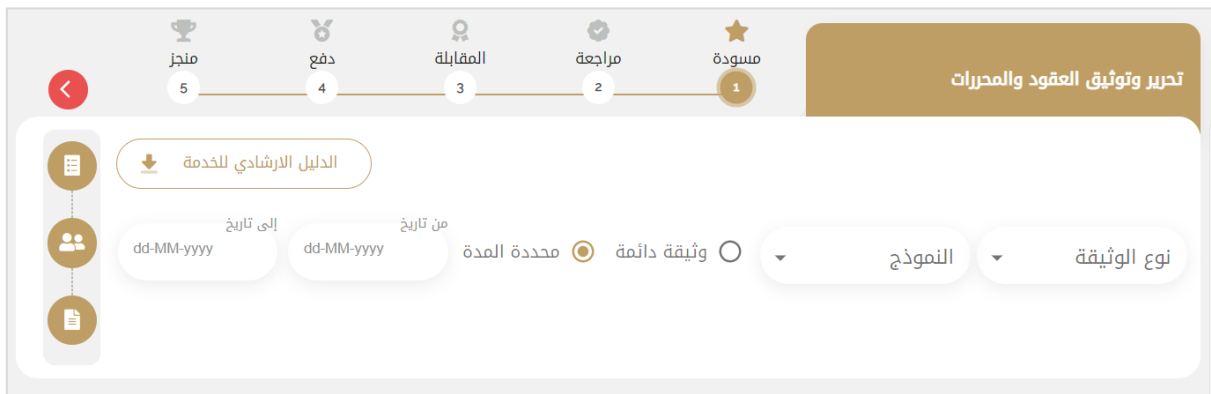 تحرير وتوثيق العقود والمحررات
مسودة
1
مراجعة
2
المقابلة
3
دفع
4
منجز
5
الدليل الارشادي للخدمة
نوع الوثيقة
النموذج
وثيقة دائمة
محددة المدة
من تاريخ
dd-MM-yyyy
إلى تاريخ
dd-MM-yyyy